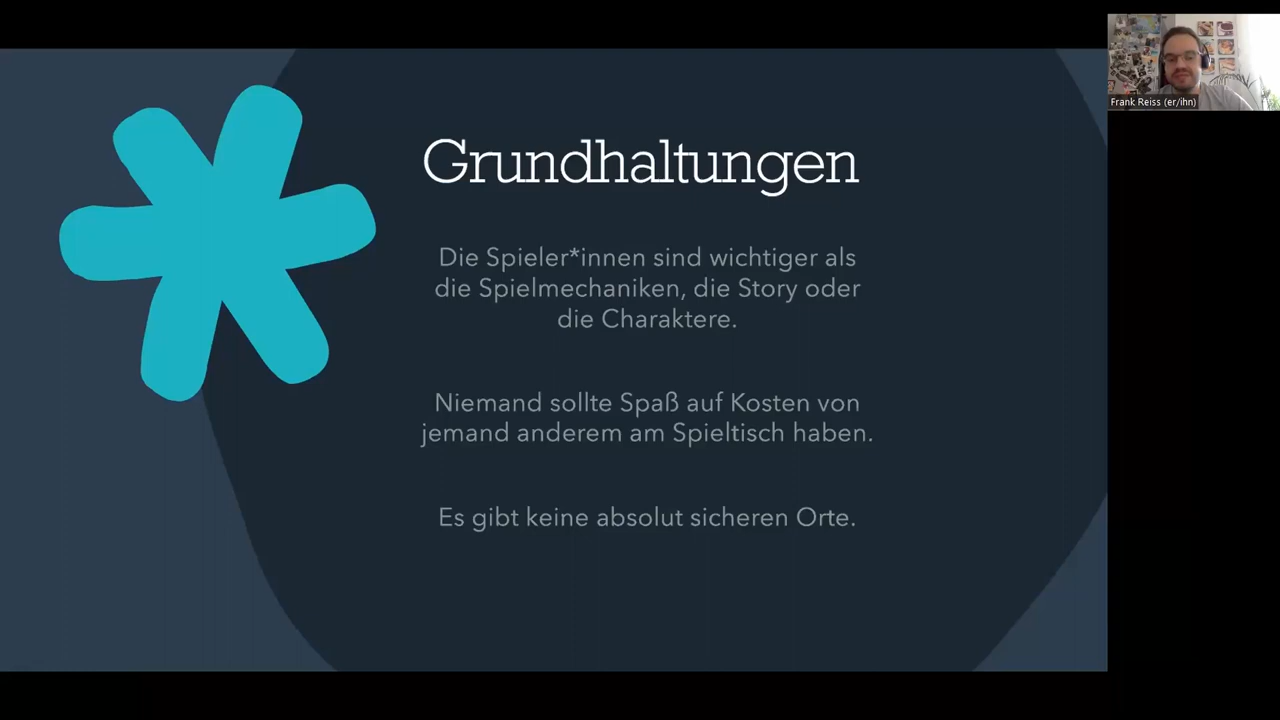 Grundhaltungen
Die Spieler*innen sind wichtiger als
die Spielmechaniken, die Story oder
die Charaktere.
Niemand sollte Spaß auf Kosten von
jemand anderem am Spieltisch haben.
Es gibt keine absolut sicheren Orte.
Frank Reiss (er/ihn)